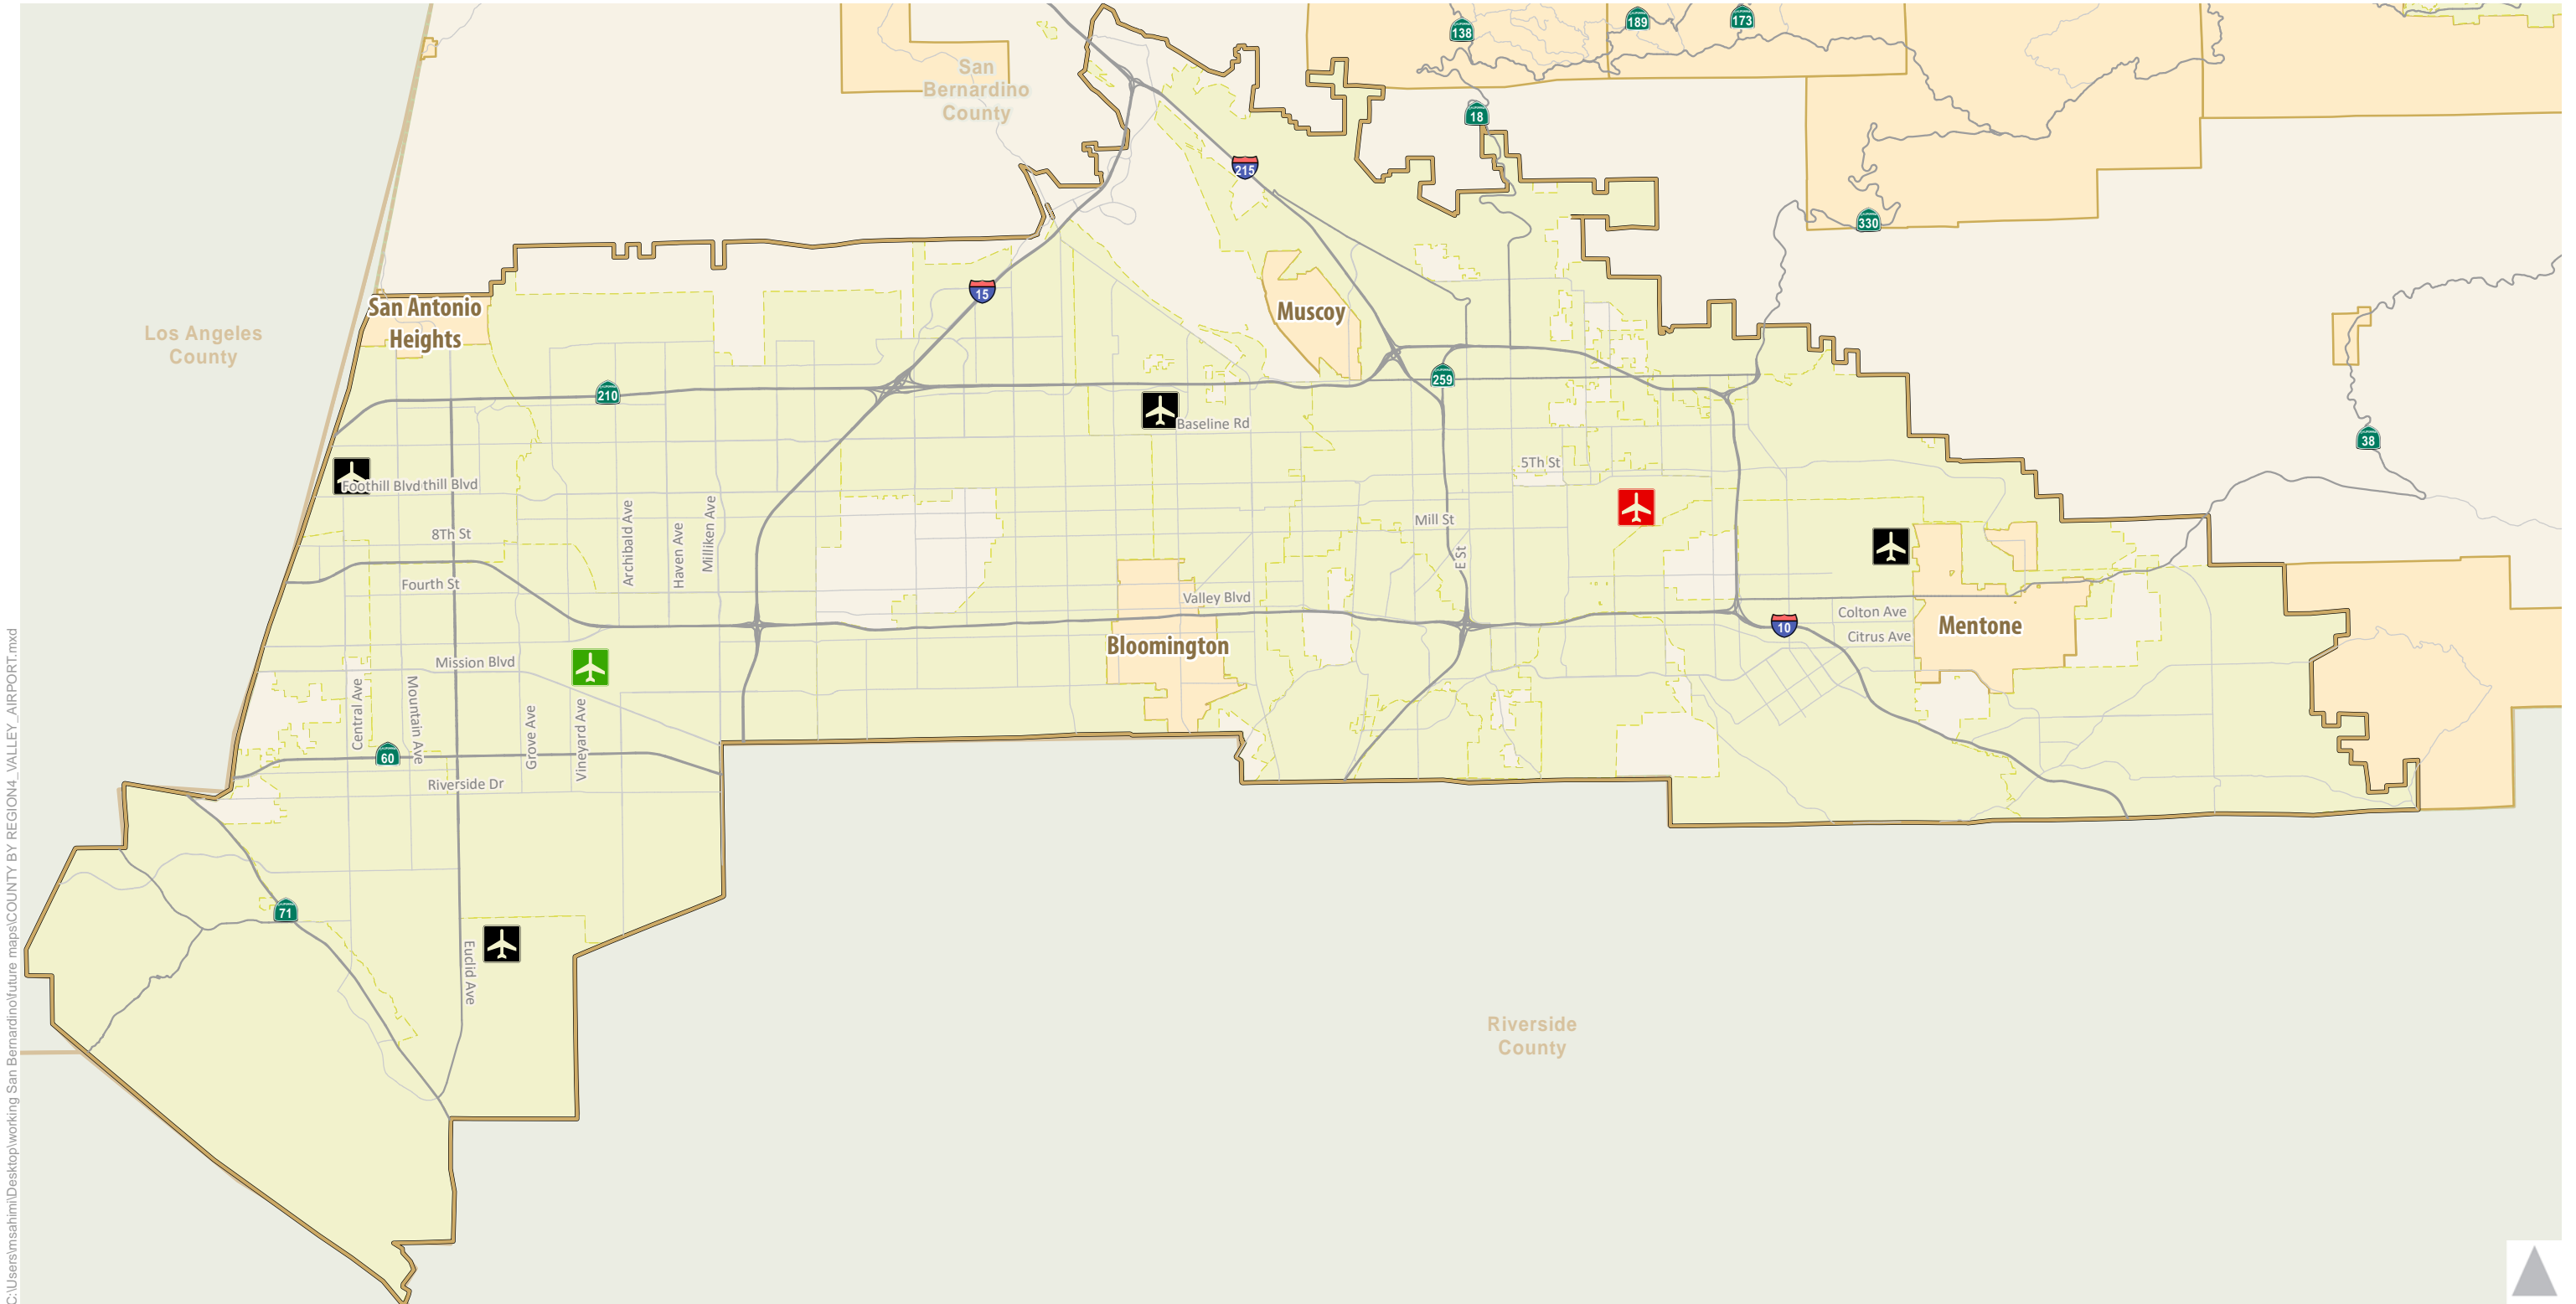 138
189
173
San
Bernardino
County
18
215
330
15
San Antonio
Heights
Muscoy
Los Angeles
County
259
210
Baseline Rd
38
5Th St
Foothill Blvd
thill Blvd
Mill St
8Th St
Archibald Ave
Haven Ave
Milliken Ave
E St
Fourth St
Valley Blvd
Colton Ave
10
Citrus Ave
Mentone
Bloomington
Mission Blvd
Central Ave
Mountain Ave
Grove Ave
Vineyard Ave
60
Riverside Dr
71
Euclid Ave
Riverside
County
C:\Users\msahimi\Desktop\working San Bernardino\future maps\COUNTY BY REGION4_VALLEY_AIRPORT.mxd